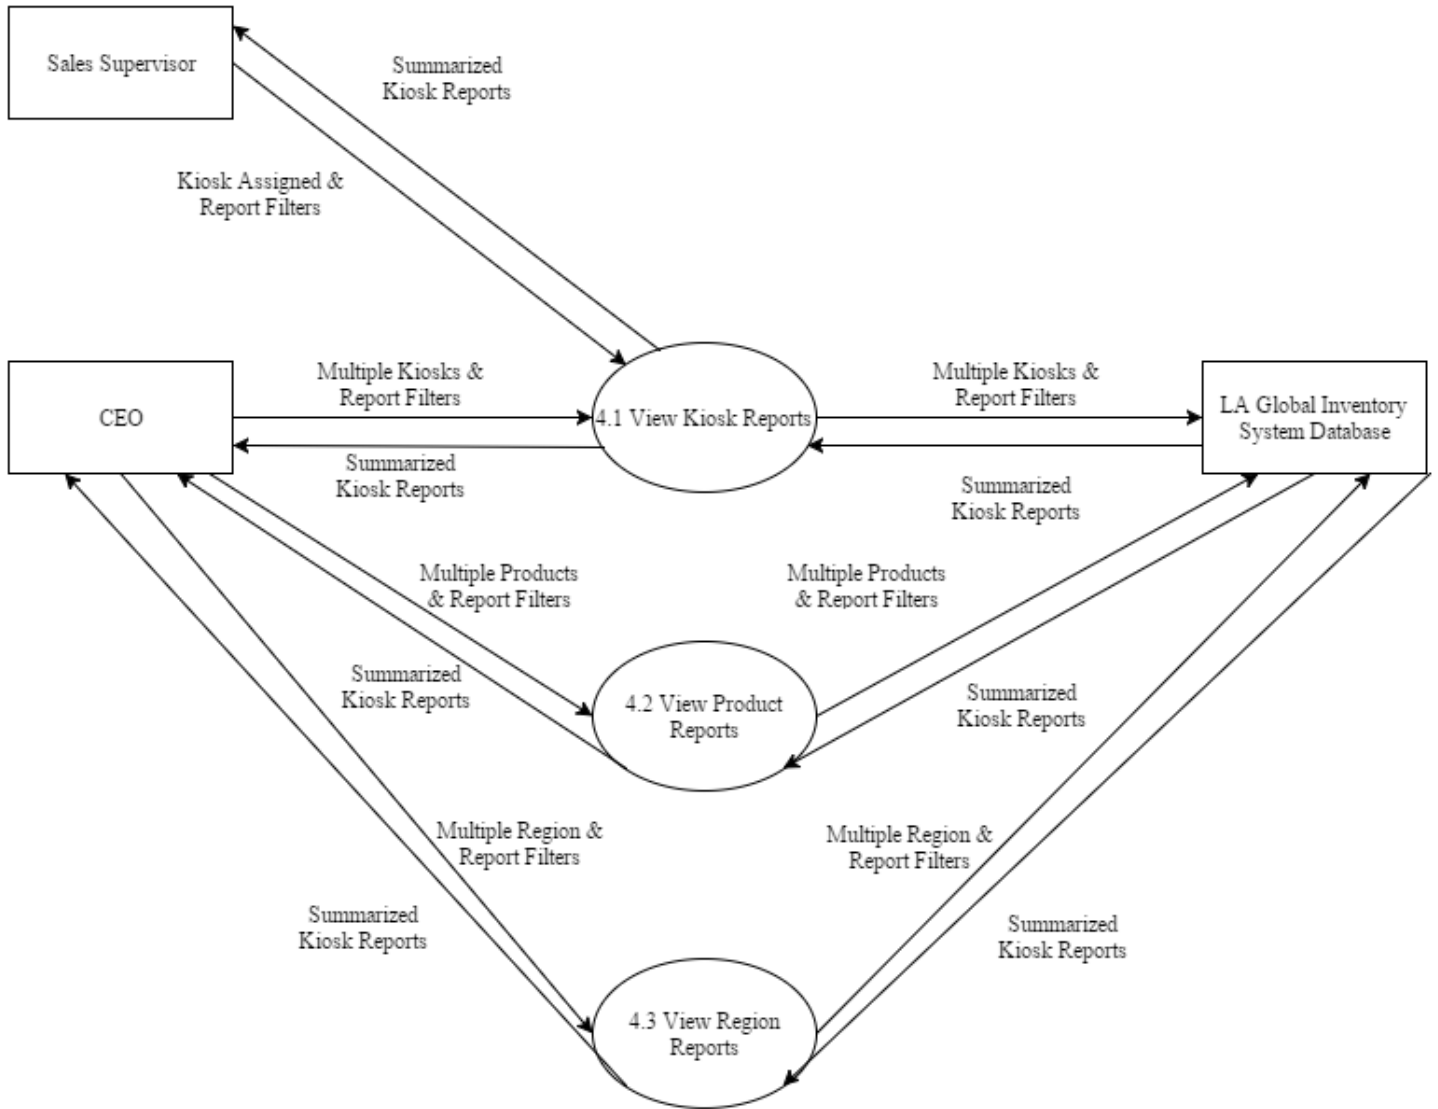 Sales Supervisor
Summarized
Kiosk Reports
Kiosk Assigned &
Report Filters
CEO
Multiple Kiosks &
Report Filters
4.1 View Kiosk Reports
Multiple Kiosks &
Report Filters
LA Global Inventory
System Database
Summarized
Kiosk Reports
Summarized
Kiosk Reports
Multiple Products
& Report Filters
Multiple Products
& Report Filters
Summarized
Kiosk Reports
4.2 View Product
Reports
Summarized
Kiosk Reports
Multiple Region &
Report Filters
Multiple Region &
Report Filters
Summarized
Kiosk Reports
Summarized
Kiosk Reports
4.3 View Region
Reports